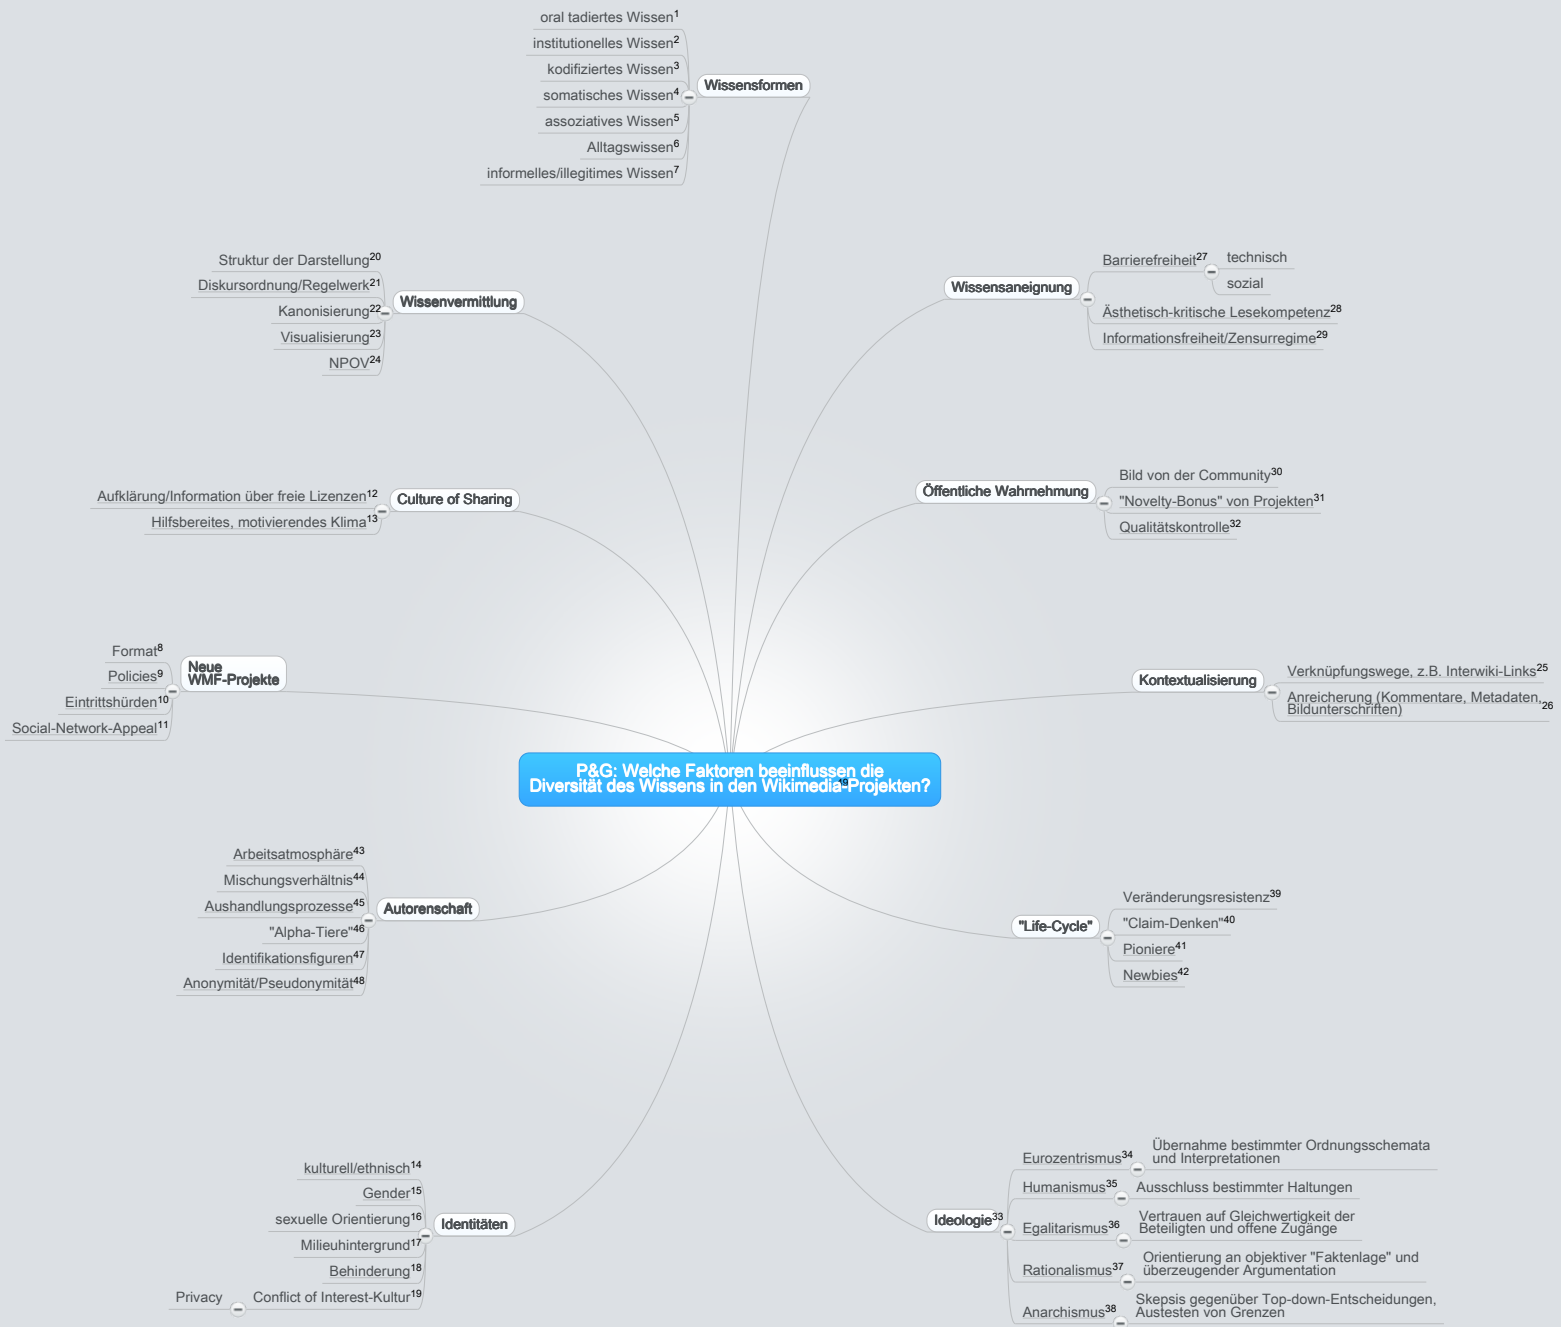 oral tadiertes Wissen1
institutionelles Wissen2
kodifiziertes Wissen3
somatisches Wissen4
assoziatives Wissen5
Alltagswissen6
informelles/illegitimes Wissen7
Wissensformen
Struktur der Darstellung20
Diskursordnung/Regelwerk21
Kanonisierung22
Visualisierung23
NPOV24
Wissenvermittlung
Wissensaneignung
Barrierefreiheit27
technisch
sozial
Ästhetisch-kritische Lesekompetenz28
Informationsfreiheit/Zensurregime29
Aufklärung/Information über freie Lizenzen12
Hilfsbereites, motivierendes Klima13
Culture of Sharing
Öffentliche Wahrnehmung
Bild von der Community30
"Novelty-Bonus" von Projekten31
Qualitätskontrolle32
Format8
Policies9
Eintrittshürden10
Social-Network-Appeal11
Neue
WMF-Projekte
Kontextualisierung
Verknüpfungswege, z.B. Interwiki-Links25
Anreicherung (Kommentare, Metadaten,
Bildunterschriften)26
P&G: Welche Faktoren beeinflussen die
Diversität des Wissens in den Wikimedia-Projekten?
Arbeitsatmosphäre43
Mischungsverhältnis44
Aushandlungsprozesse45
"Alpha-Tiere"46
Identifikationsfiguren47
Anonymität/Pseudonymität48
Autorenschaft
"Life-Cycle"
Veränderungsresistenz39
"Claim-Denken"40
Pioniere41
Newbies42
kulturell/ethnisch14
Gender15
sexuelle Orientierung16
Milieuhintergrund17
Behinderung18
Privacy
Conflict of Interest-Kultur19
Identitäten
Ideologie33
Eurozentrismus34
Übernahme bestimmter Ordnungsschemata
und Interpretationen
Humanismus35
Ausschluss bestimmter Haltungen
Egalitarismus36
Vertrauen auf Gleichwertigkeit der
Beteiligten und offene Zugänge
Rationalismus37
Orientierung an objektiver "Faktenlage" und
überzeugender Argumentation
Anarchismus38
Skepsis gegenüber Top-down-Entscheidungen,
Austesten von Grenzen